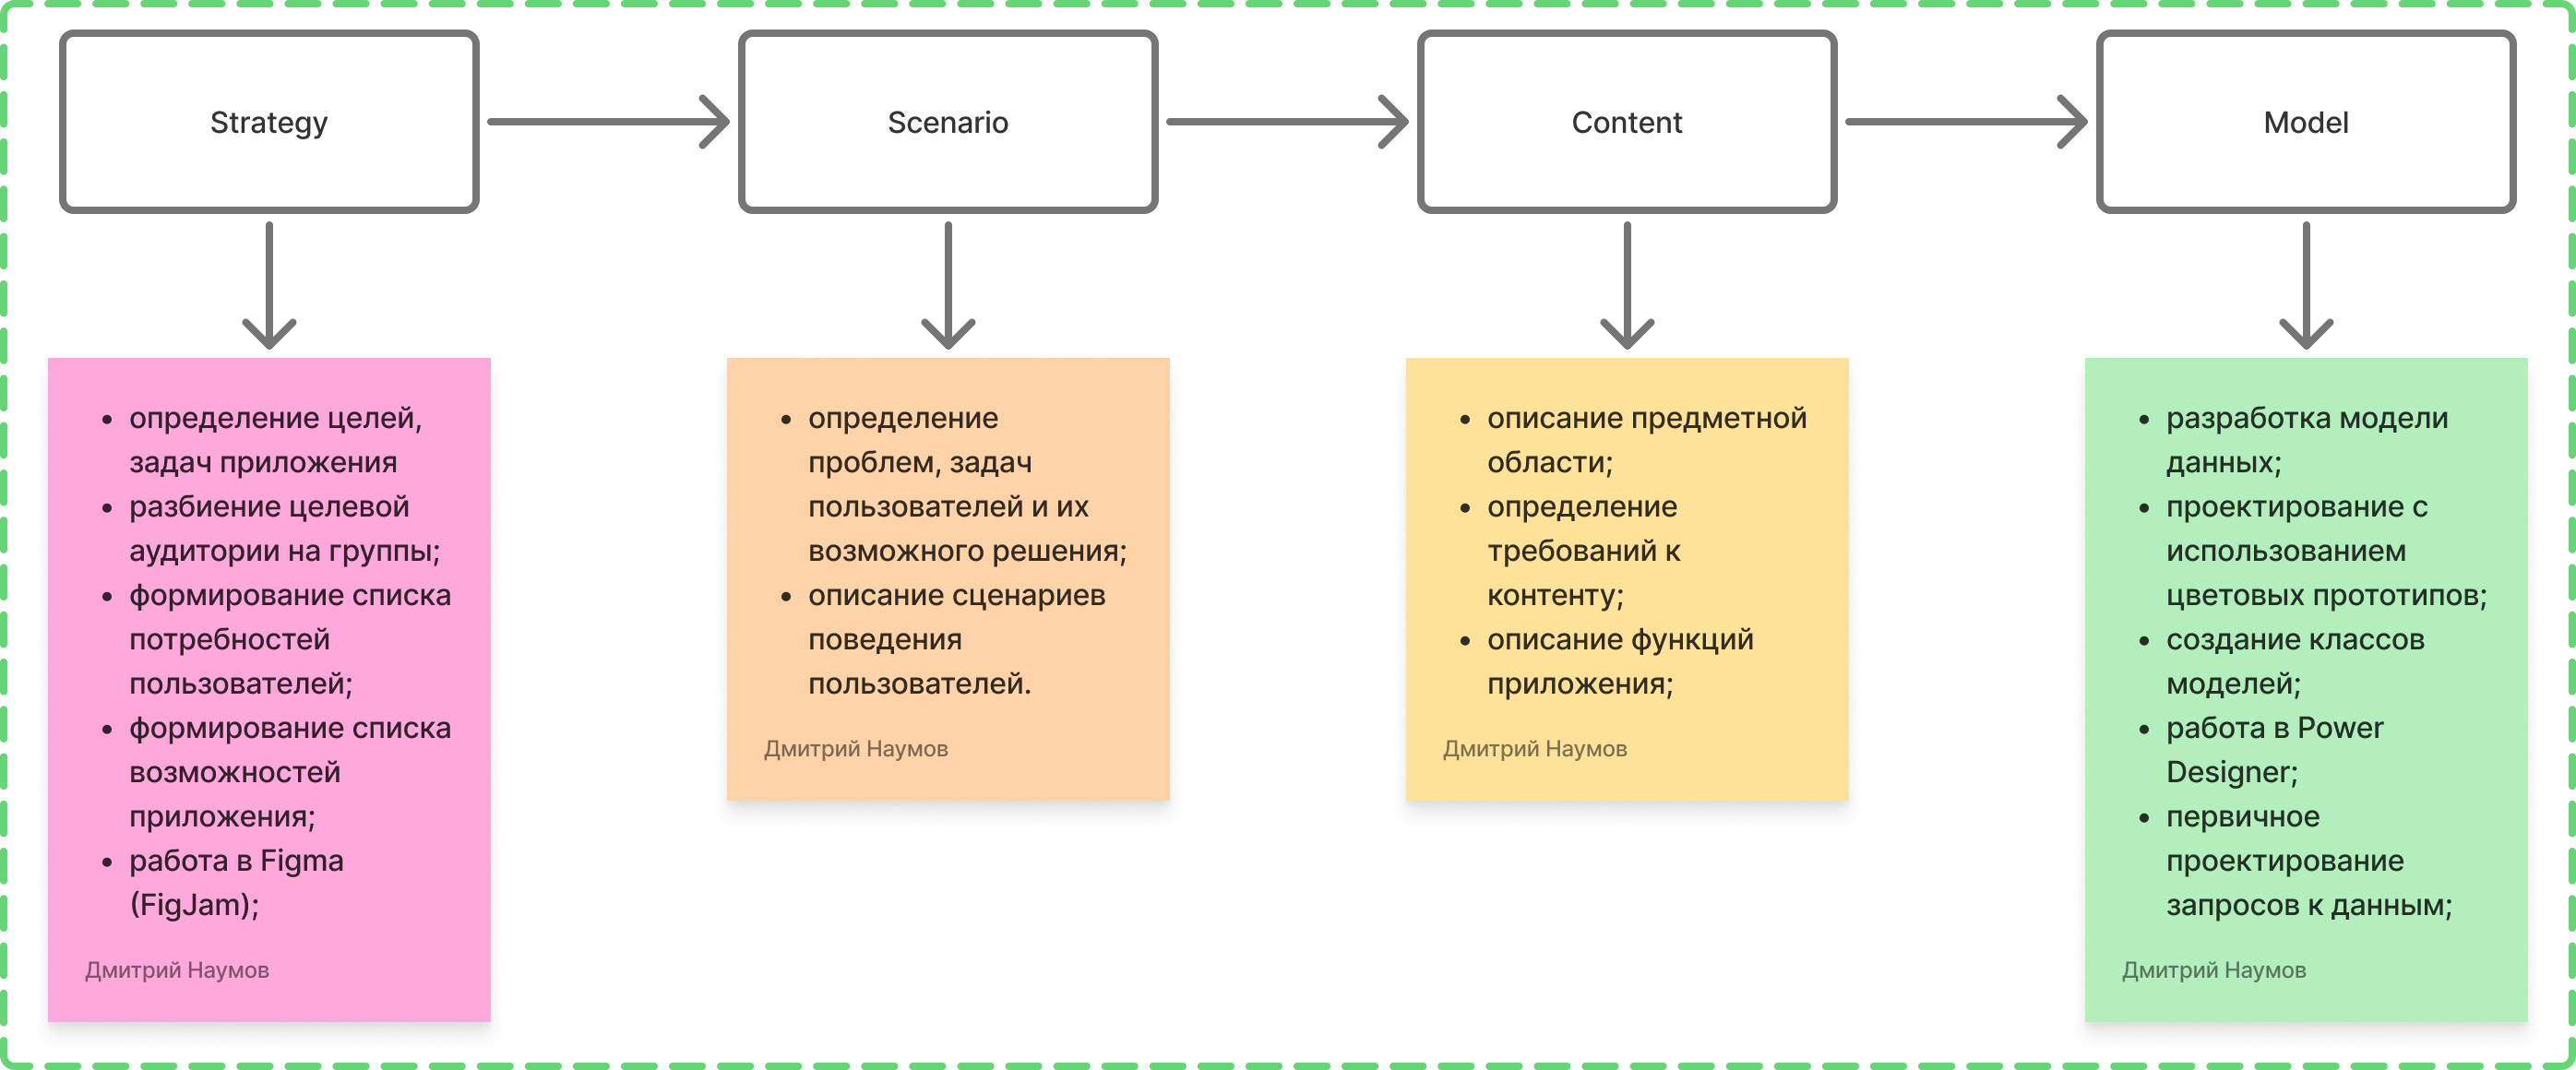 Strategy
Scenario
Content
Model
• определение целей,
задач приложения
• разбиение целевой
аудитории на группы;
• формирование списка
потребностей
пользователей;
• формирование списка
возможностей
приложения;
• работа в Figma
(FigJam);
Дмитрий Наумов
• определение
проблем, задач
пользователей и их
возможного решения;
• описание сценариев
поведения
пользователей.
Дмитрий Наумов
• описание предметной
области;
• определение
требований к
контенту;
• описание функций
приложения;
Дмитрий Наумов
• разработка модели
данных;
• проектирование с
использованием
цветовых прототипов;
• создание классов
моделей;
• работа в Power
Designer;
• первичное
проектирование
запросов к данным;
Дмитрий Наумов